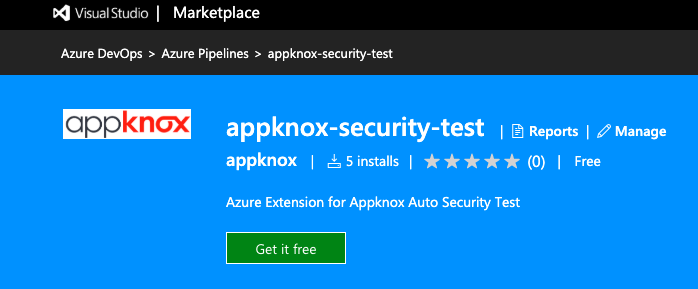 Visual Studio | Marketplace
Azure DevOps > Azure Pipelines > appknox-security-test
appknox
appknox-security-test | Reports | Manage
appknox | 5 installs | (0) | Free
Azure Extension for Appknox Auto Security Test
Get it free